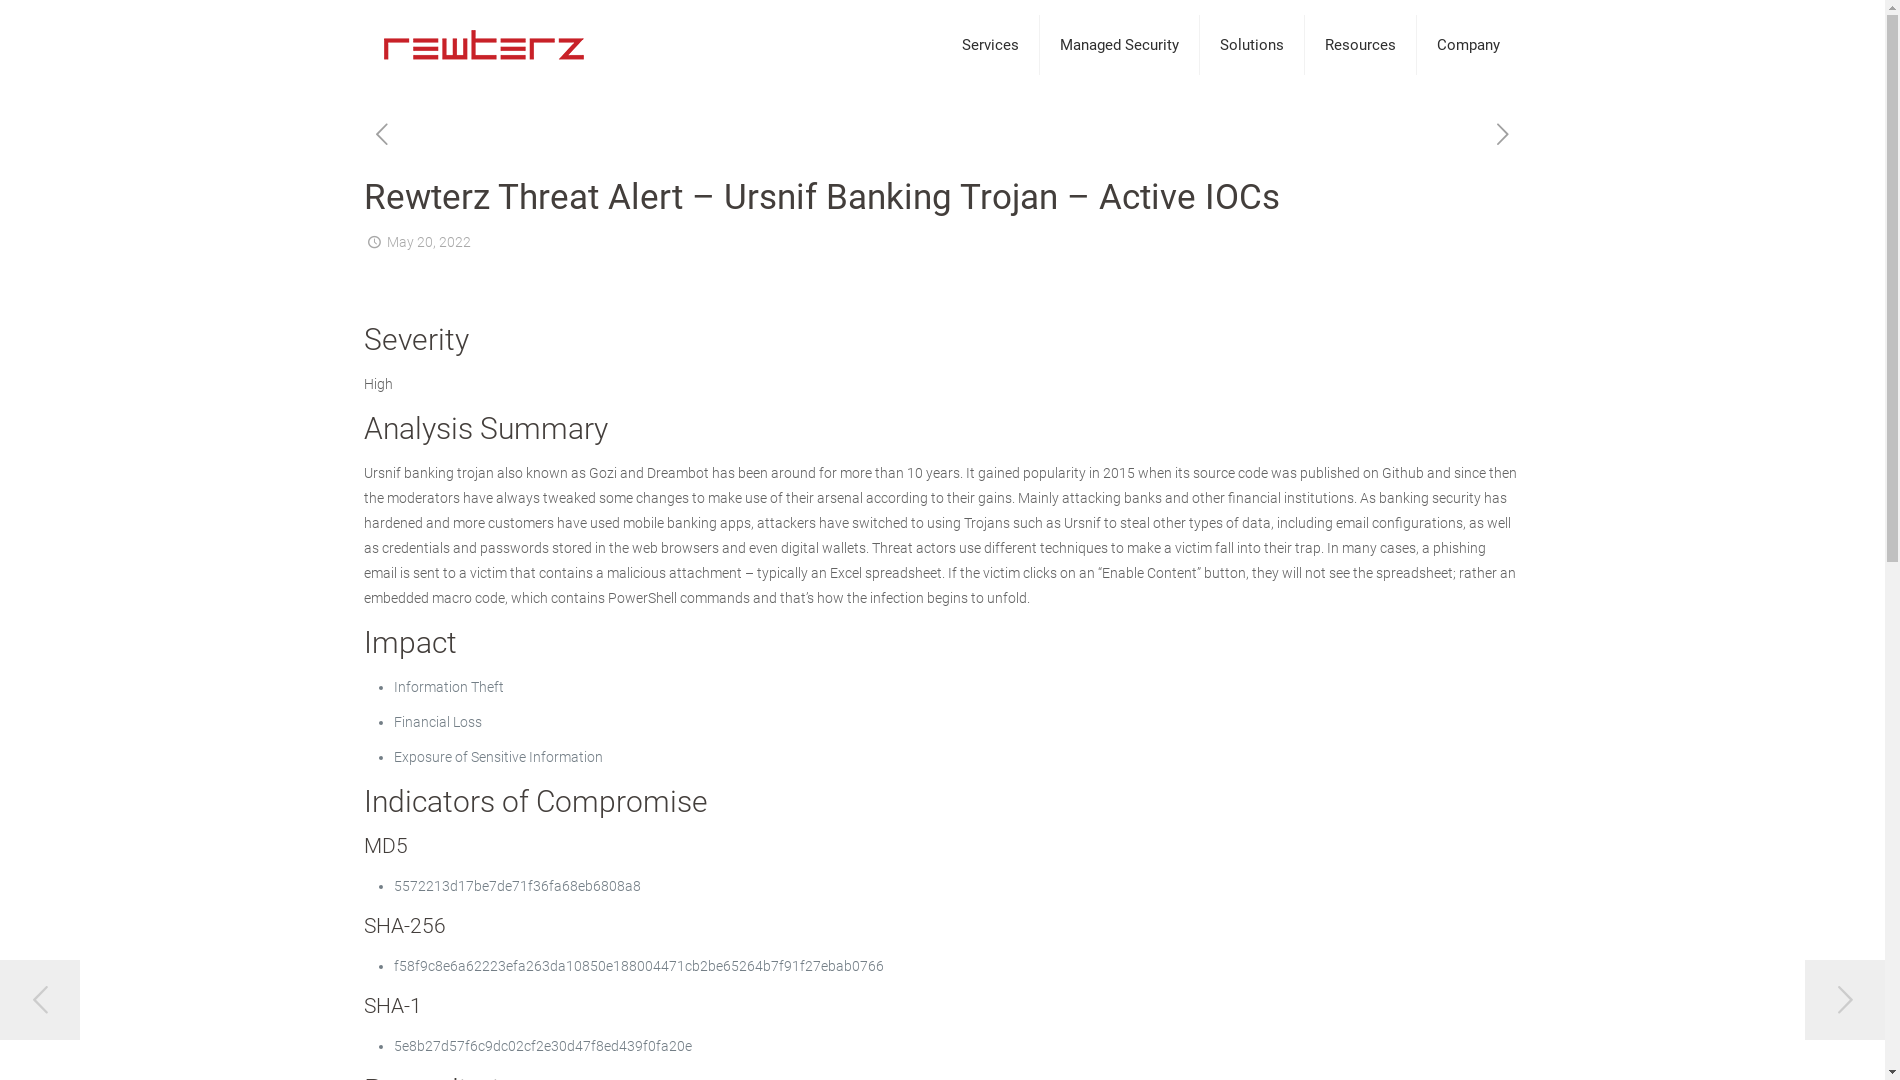 rewterz
Services
Managed Security
Solutions
Resources
Company
Rewterz Threat Alert – Ursnif Banking Trojan – Active IOCs
May 20, 2022
Severity
High
Analysis Summary
Ursnif banking trojan also known as Gozi and Dreambot has been around for more than 10 years. It gained popularity in 2015 when its source code was published on Github and since then
the moderators have always tweaked some changes to make use of their arsenal according to their gains. Mainly attacking banks and other financial institutions. As banking security has
hardened and more customers have used mobile banking apps, attackers have switched to using Trojans such as Ursnif to steal other types of data, including email configurations, as well
as credentials and passwords stored in the web browsers and even digital wallets. Threat actors use different techniques to make a victim fall into their trap. In many cases, a phishing
email is sent to a victim that contains a malicious attachment – typically an Excel spreadsheet. If the victim clicks on an “Enable Content” button, they will not see the spreadsheet; rather an
embedded macro code, which contains PowerShell commands and that’s how the infection begins to unfold.
Impact
• Information Theft
• Financial Loss
• Exposure of Sensitive Information
Indicators of Compromise
MD5
• 5572213d17be7de71f36fa68eb6808a8
SHA-256
• f58f9c8e6a62223efa263da10850e188004471cb2be65264b7f91f27ebab0766
SHA-1
• 5e8b27d57f6c9dc02cf2e30d47f8ed439f0fa20e